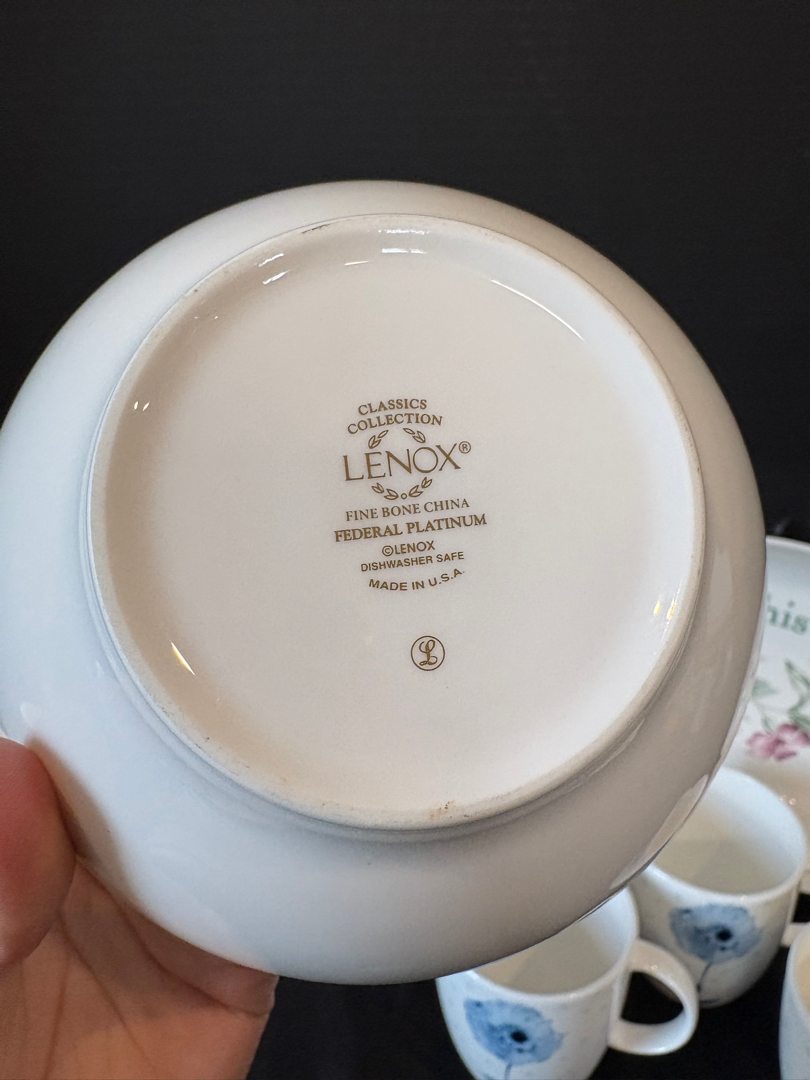 CLASSICS
COLLECTION
LENOX®
FINE BONE CHINA
FEDERAL PLATINUM
©LENOX
DISHWASHER SAFE
MADE IN U.S.A.
L